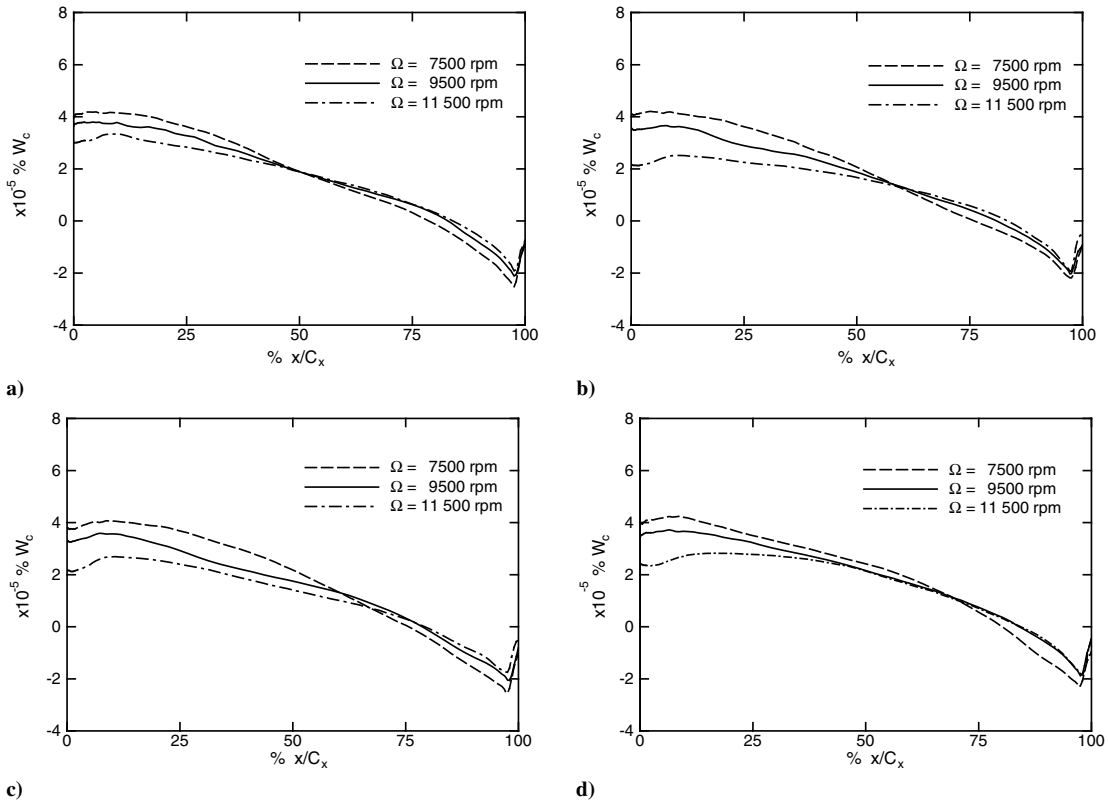 8
6
4
2
0
-2
-4
x10⁻⁵ % W_c
Ω = 7500 rpm
Ω = 9500 rpm
Ω = 11 500 rpm
0 25 50 75 100
% x/C_x
a)
8
6
4
2
0
-2
-4
x10⁻⁵ % W_c
Ω = 7500 rpm
Ω = 9500 rpm
Ω = 11 500 rpm
0 25 50 75 100
% x/C_x
b)
8
6
4
2
0
-2
-4
x10⁻⁵ % W_c
Ω = 7500 rpm
Ω = 9500 rpm
Ω = 11 500 rpm
0 25 50 75 100
% x/C_x
c)
8
6
4
2
0
-2
-4
x10⁻⁵ % W_c
Ω = 7500 rpm
Ω = 9500 rpm
Ω = 11 500 rpm
0 25 50 75 100
% x/C_x
d)